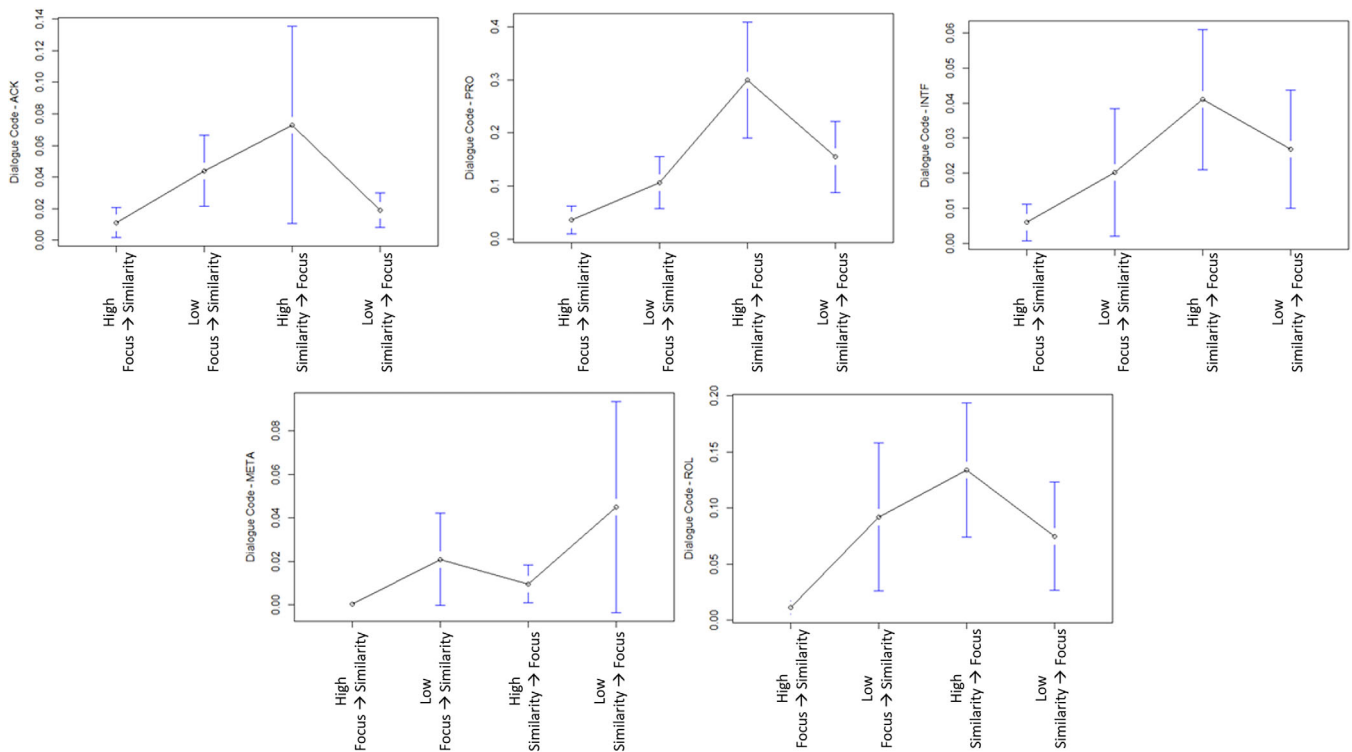 Dialogue Code - ACK
0.14
0.12
0.10
0.08
0.06
0.04
0.02
0.00
High
Focus → Similarity
Low
Focus → Similarity
High
Similarity → Focus
Low
Similarity → Focus
Dialogue Code - PRO
0.4
0.3
0.2
0.1
0.0
High
Focus → Similarity
Low
Focus → Similarity
High
Similarity → Focus
Low
Similarity → Focus
Dialogue Code - INTF
0.06
0.05
0.04
0.03
0.02
0.01
0.00
High
Focus → Similarity
Low
Focus → Similarity
High
Similarity → Focus
Low
Similarity → Focus
Dialogue Code - META
0.08
0.06
0.04
0.02
0.00
High
Focus → Similarity
Low
Focus → Similarity
High
Similarity → Focus
Low
Similarity → Focus
Dialogue Code - ROL
0.20
0.15
0.10
0.05
0.00
High
Focus → Similarity
Low
Focus → Similarity
High
Similarity → Focus
Low
Similarity → Focus